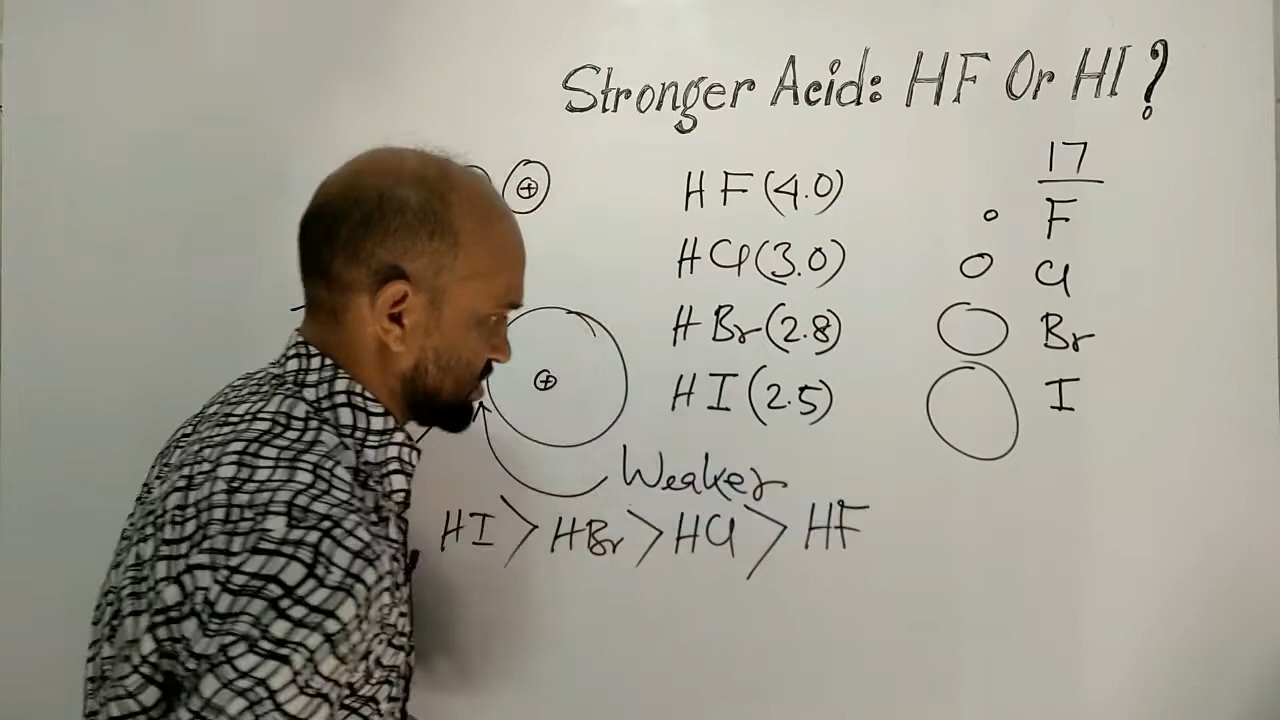 Stronger Acid: HF Or HI?
HF(4.0)
HCl(3.0)
HBr(2.8)
HI(2.5)
17
F
Cl
Br
I
+
+
Weaker
HI > HBr > HCl > HF